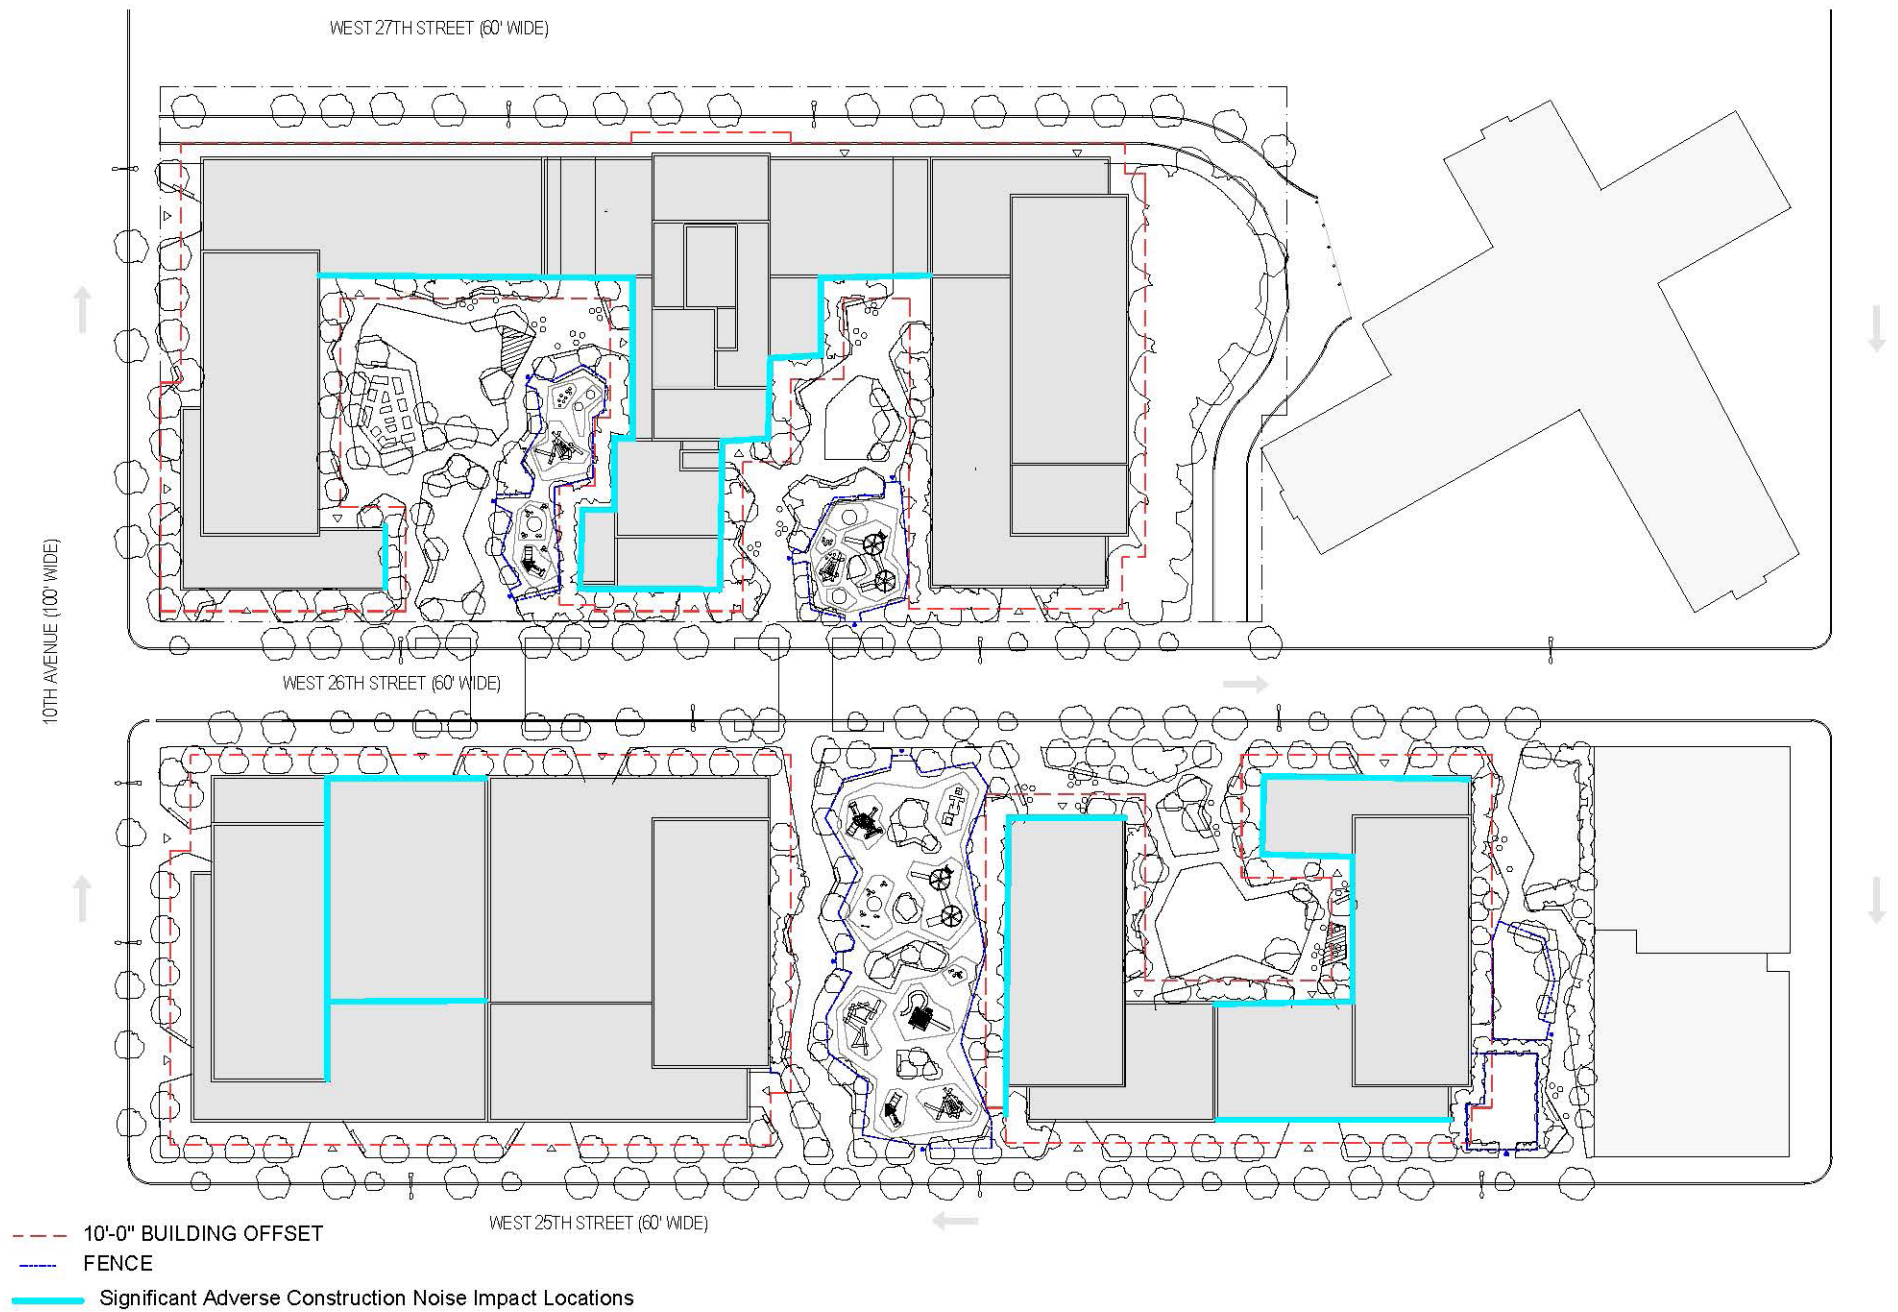 WEST 27TH STREET (60' WIDE)
10TH AVENUE (100' WIDE)
WEST 26TH STREET (60' WIDE)
WEST 25TH STREET (60' WIDE)
10'-0" BUILDING OFFSET
FENCE
Significant Adverse Construction Noise Impact Locations